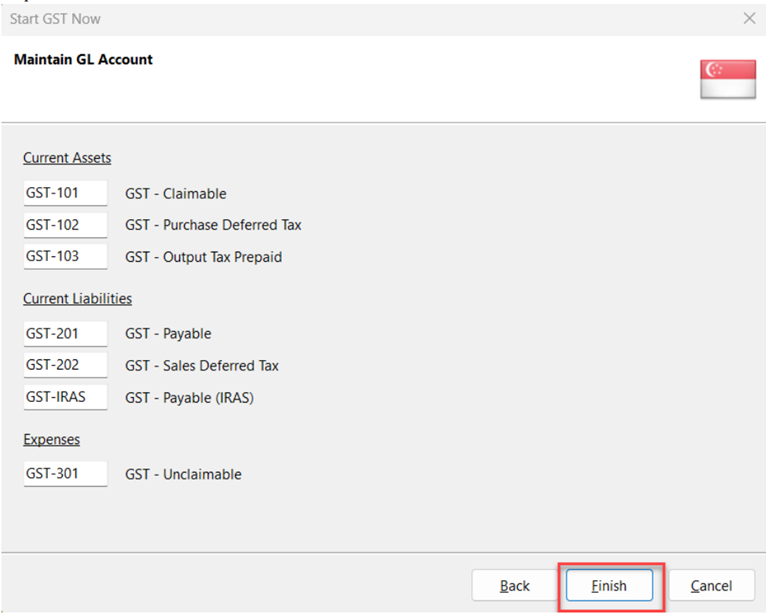 Start GST Now
Maintain GL Account
Current Assets
GST-101 GST - Claimable
GST-102 GST - Purchase Deferred Tax
GST-103 GST - Output Tax Prepaid
Current Liabilities
GST-201 GST - Payable
GST-202 GST - Sales Deferred Tax
GST-IRAS GST - Payable (IRAS)
Expenses
GST-301 GST - Unclaimable
Back Finish Cancel